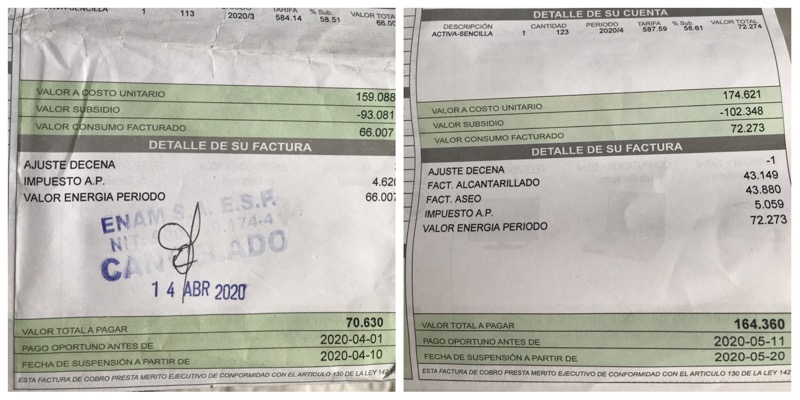 1 113 2020/3 TARIFA 584.14 % Sub. 58.51 VALOR TOTA 66.00
VALOR A COSTO UNITARIO 159.088
VALOR SUBSIDIO -93.081
VALOR CONSUMO FACTURADO 66.007
DETALLE DE SU FACTURA
AJUSTE DECENA
IMPUESTO A.P. 4.620
VALOR ENERGIA PERIODO 66.007
ENAM S.A. E.S.P.
CANCELADO
14 ABR 2020
VALOR TOTAL A PAGAR 70.630
PAGO OPORTUNO ANTES DE 2020-04-01
FECHA DE SUSPENSIÓN A PARTIR DE 2020-04-10
ESTA FACTURA DE COBRO PRESTA MERITO EJECUTIVO DE CONFORMIDAD CON EL ARTICULO 130 DE LA LEY 142
DETALLE DE SU CUENTA
DESCRIPCIÓN CANTIDAD PERIODO TARIFA % Sub. VALOR TOTAL
ACTIVA-SENCILLA 1 123 2020/4 587.59 58.61 72.274
VALOR A COSTO UNITARIO 174.621
VALOR SUBSIDIO -102.348
VALOR CONSUMO FACTURADO 72.273
DETALLE DE SU FACTURA
AJUSTE DECENA -1
FACT. ALCANTARILLADO 43.149
FACT. ASEO 43.880
IMPUESTO A.P. 5.059
VALOR ENERGIA PERIODO 72.273
VALOR TOTAL A PAGAR 164.360
PAGO OPORTUNO ANTES DE 2020-05-11
FECHA DE SUSPENSIÓN A PARTIR DE 2020-05-20
ESTA FACTURA DE COBRO PRESTA MERITO EJECUTIVO DE CONFORMIDAD CON EL ARTICULO 130 DE LA LEY 142